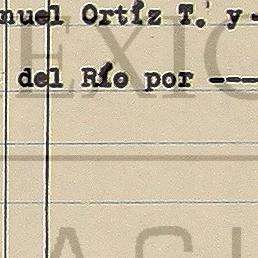 nuel Ortíz T. y -
del Río por ---